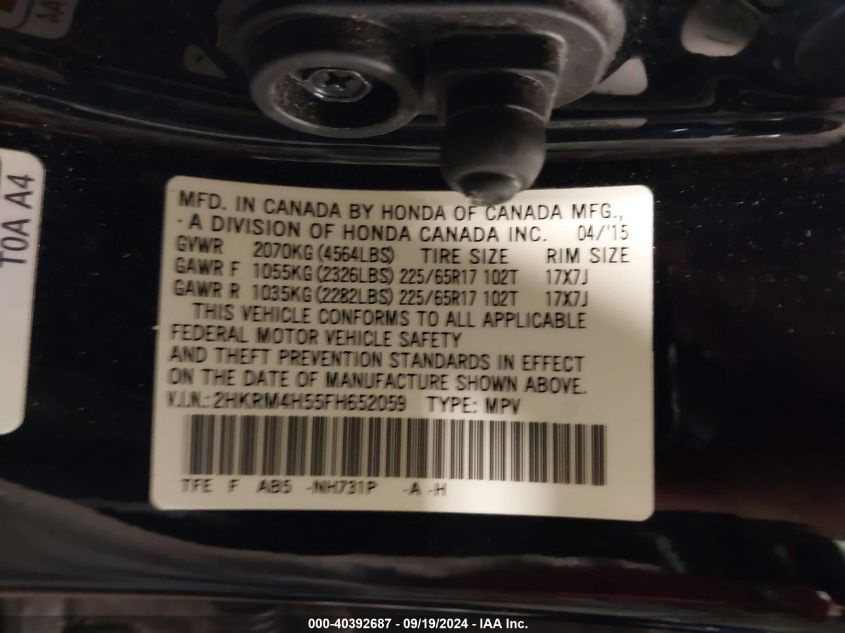 T0A A4
MFD. IN CANADA BY HONDA OF CANADA MFG.,
- A DIVISION OF HONDA CANADA INC. 04/'15
GVWR 2070KG (4564LBS) TIRE SIZE RIM SIZE
GAWR F 1055KG (2326LBS) 225/65R17 102T 17X7J
GAWR R 1035KG (2282LBS) 225/65R17 102T 17X7J
THIS VEHICLE CONFORMS TO ALL APPLICABLE
FEDERAL MOTOR VEHICLE SAFETY
AND THEFT PREVENTION STANDARDS IN EFFECT
ON THE DATE OF MANUFACTURE SHOWN ABOVE.
V.I.N.: 2HKRM4H55FH652059 TYPE: MPV
TFE F AB5 -NH731P -A -H
000-40392687 - 09/19/2024 - IAA Inc.